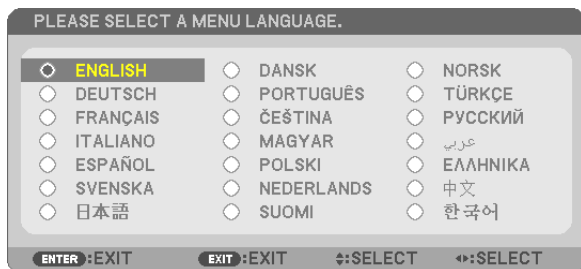 PLEASE SELECT A MENU LANGUAGE.
ENGLISH DANSK NORSK
DEUTSCH PORTUGUÊS TÜRKÇE
FRANÇAIS ČEŠTINA РУССКИЙ
ITALIANO MAGYAR عربي
ESPAÑOL POLSKI ΕΛΛΗΝΙΚΑ
SVENSKA NEDERLANDS 中文
日本語 SUOMI 한국어
ENTER:EXIT EXIT:EXIT ⬍:SELECT ◂▸:SELECT